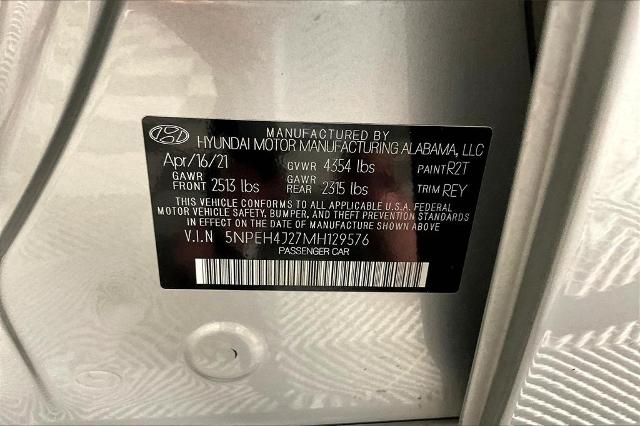 MANUFACTURED BY
HYUNDAI MOTOR MANUFACTURING ALABAMA, LLC
Apr/16/21 GVWR 4354 lbs PAINT R2T
GAWR FRONT 2513 lbs GAWR REAR 2315 lbs TRIM REY
THIS VEHICLE CONFORMS TO ALL APPLICABLE U.S.A. FEDERAL
MOTOR VEHICLE SAFETY, BUMPER, AND THEFT PREVENTION STANDARDS
IN EFFECT ON THE DATE OF MANUFACTURE SHOWN ABOVE
V.I.N 5NPEH4J27MH129576
PASSENGER CAR